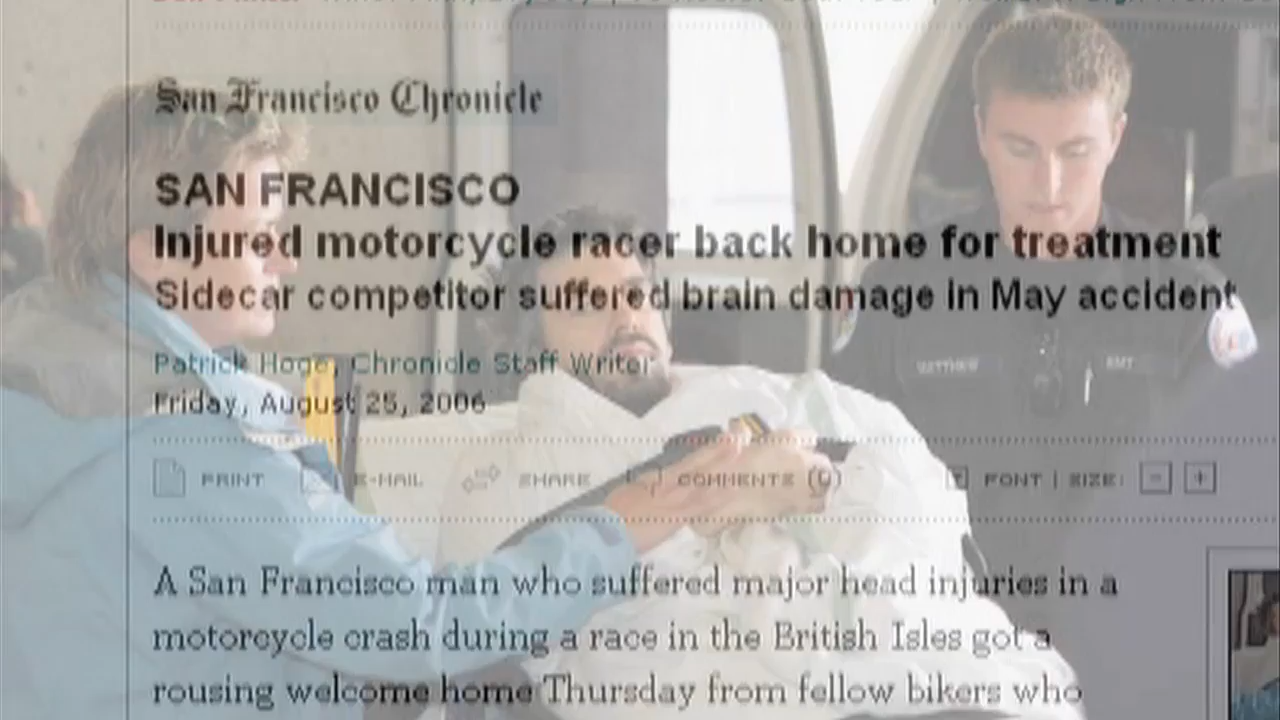 San Francisco Chronicle
SAN FRANCISCO
Injured motorcycle racer back home for treatment
Sidecar competitor suffered brain damage in May accident
Patrick Hoge, Chronicle Staff Writer
Friday, August 25, 2006
PRINT E-MAIL SHARE COMMENTS (0) FONT | SIZE: - +
MATTHEW EMT
A San Francisco man who suffered major head injuries in a
motorcycle crash during a race in the British Isles got a
rousing welcome home Thursday from fellow bikers who